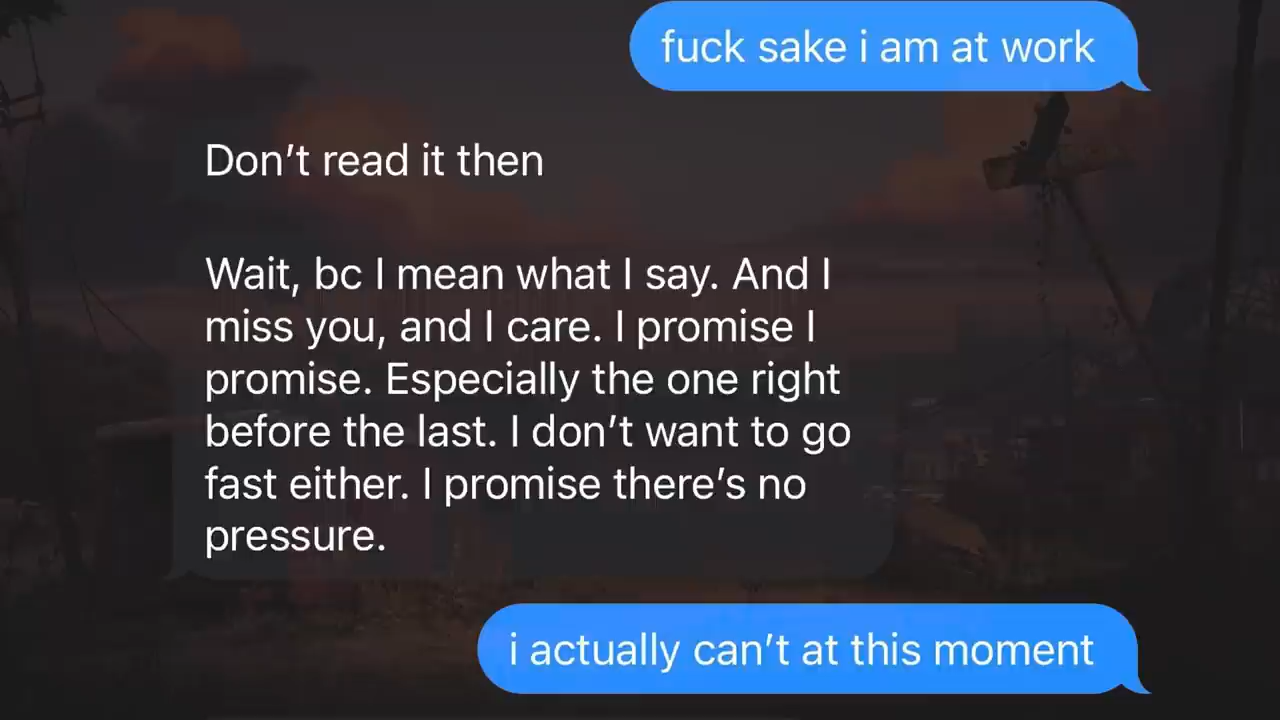 fuck sake i am at work
Don’t read it then
Wait, bc I mean what I say. And I
miss you, and I care. I promise I
promise. Especially the one right
before the last. I don’t want to go
fast either. I promise there’s no
pressure.
i actually can’t at this moment